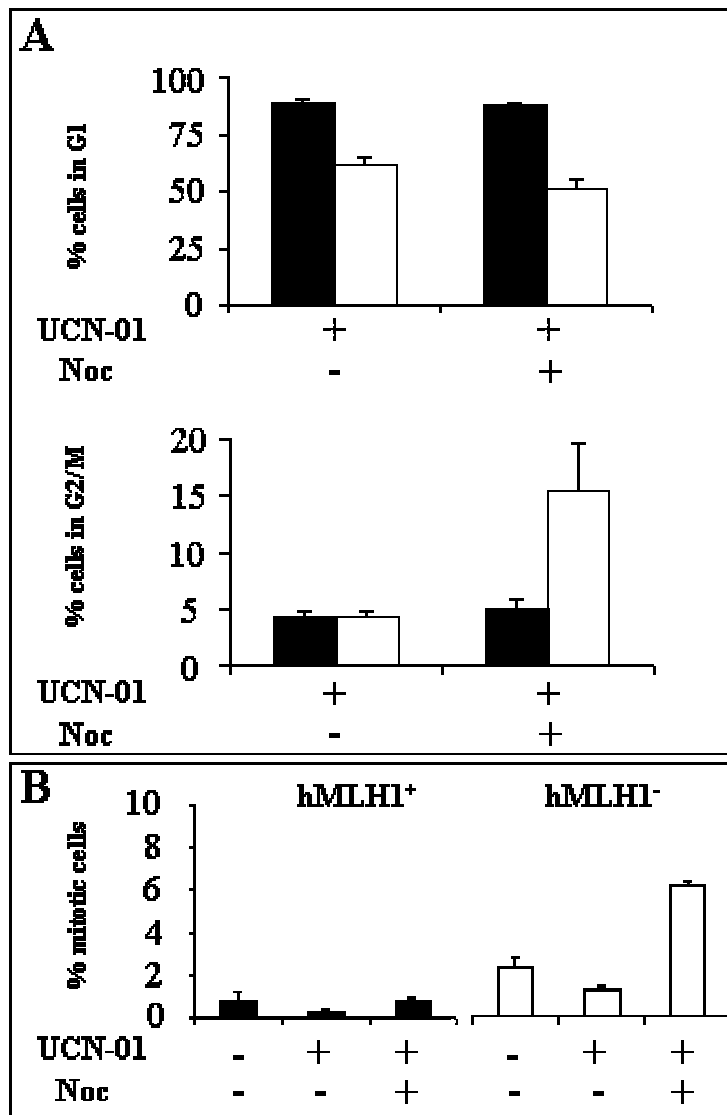 A
% cells in G1
100
75
50
25
0
UCN-01 + +
Noc - +
% cells in G2/M
20
15
10
5
0
UCN-01 + +
Noc - +
B
hMLH1⁺ hMLH1⁻
% mitotic cells
10
8
6
4
2
0
UCN-01 - + + - + +
Noc - - + - - +